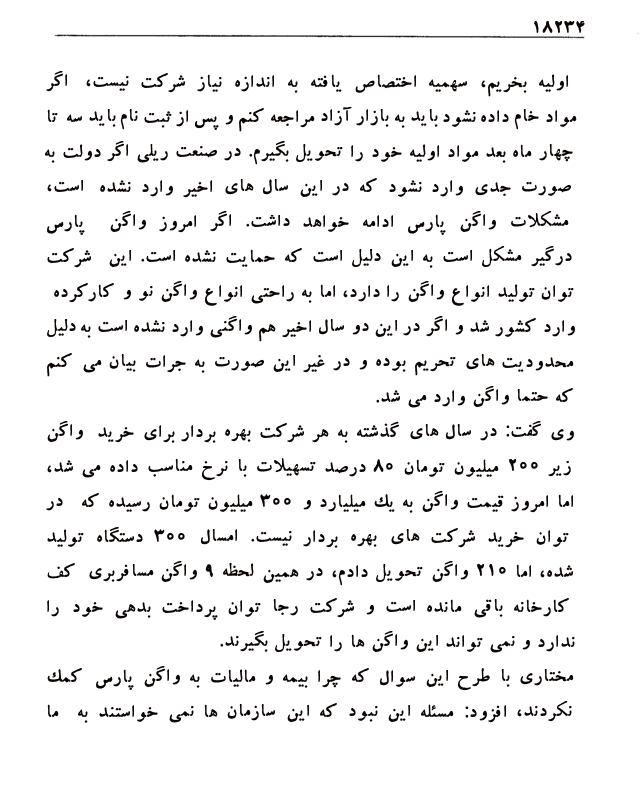 ۱۸۲۳۴
اولیه بخریم، سهمیه اختصاص یافته به اندازه نیاز شرکت نیست، اگر
مواد خام داده نشود باید به بازار آزاد مراجعه کنم و پس از ثبت نام باید سه تا
چهار ماه بعد مواد اولیه خود را تحویل بگیرم. در صنعت ریلی اگر دولت به
صورت جدی وارد نشود که در این سال های اخیر وارد نشده است،
مشکلات واگن پارس ادامه خواهد داشت. اگر امروز واگن پارس
درگیر مشکل است به این دلیل است که حمایت نشده است. این شرکت
توان تولید انواع واگن را دارد، اما به راحتی انواع واگن نو و کارکرده
وارد کشور شد و اگر در این دو سال اخیر هم واگنی وارد نشده است به دلیل
محدودیت های تحریم بوده و در غیر این صورت به جرات بیان می کنم
که حتما واگن وارد می شد.
وی گفت: در سال های گذشته به هر شرکت بهره بردار برای خرید واگن
زیر ۲۰۰ میلیون تومان ۸۰ درصد تسهیلات با نرخ مناسب داده می شد،
اما امروز قیمت واگن به یك میلیارد و ۳۰۰ میلیون تومان رسیده که در
توان خرید شرکت های بهره بردار نیست. امسال ۳۰۰ دستگاه تولید
شده، اما ۲۱۰ واگن تحویل دادم، در همین لحظه ۹ واگن مسافربری کف
کارخانه باقی مانده است و شرکت رجا توان پرداخت بدهی خود را
ندارد و نمی تواند این واگن ها را تحویل بگیرند.
مختاری با طرح این سوال که چرا بیمه و مالیات به واگن پارس کمك
نکردند، افزود: مسئله این نبود که این سازمان ها نمی خواستند به ما